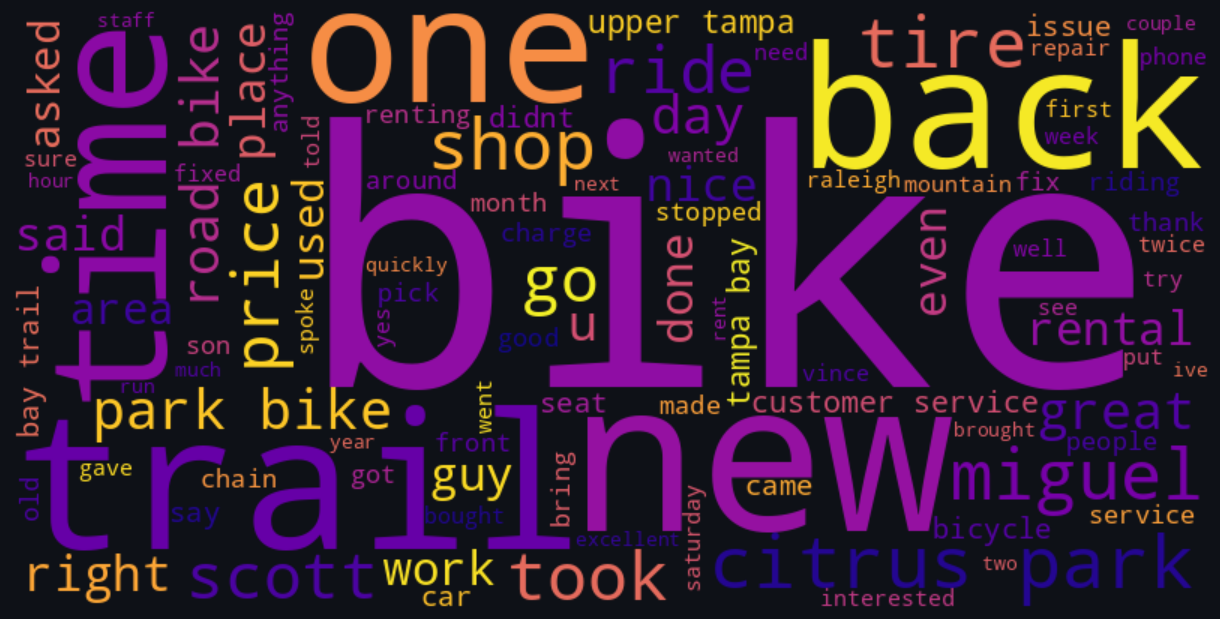 staff
one
upper tampa
tire
issue
couple
asked
time
road bike
place
anything
ride
need
back
repair
phone
renting
didnt
day
first
week
told
shop
wanted
sure
hour
fixed
around
next
nice
raleigh
mountain
fix
riding
said
price
used
bike
month
stopped
even
thank
charge
well
twice
quickly
go
done
tampa bay
try
bay trail
area
pick
yes
u
rent
see
rental
spoke
good
son
much
vince
put
ive
run
park bike
went
seat
made
customer service
great
trail
year
front
new
brought
people
gave
chain
got
guy
bring
came
miguel
old
say
bought
saturday
bicycle
service
excellent
right
scott
work
took
citrus park
two
car
interested